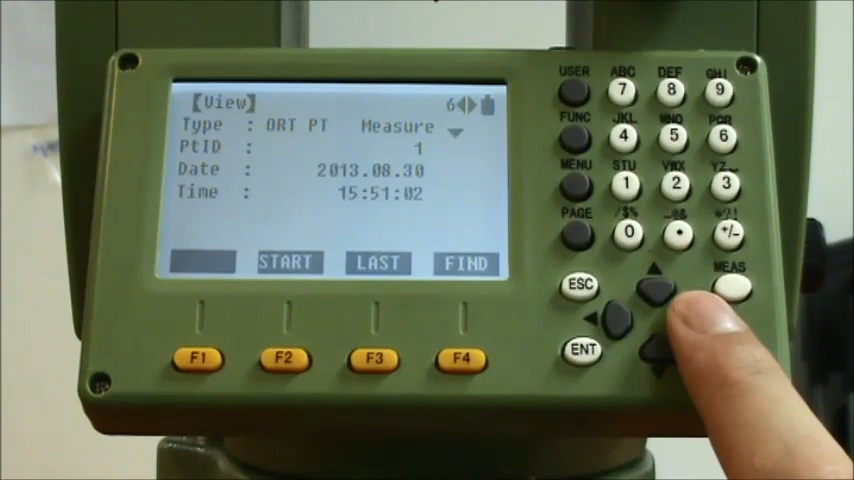 【View】 6
Type : ORT PT Measure
PtID : 1
Date : 2013.08.30
Time : 15:51:02
START LAST FIND
F1 F2 F3 F4
USER ABC DEF GHI
7 8 9
FUNC JKL MNO PQR
4 5 6
MENU STU VWX YZ
1 2 3
PAGE /$% _@& *?!
0 • +/-
MEAS
ESC
ENT